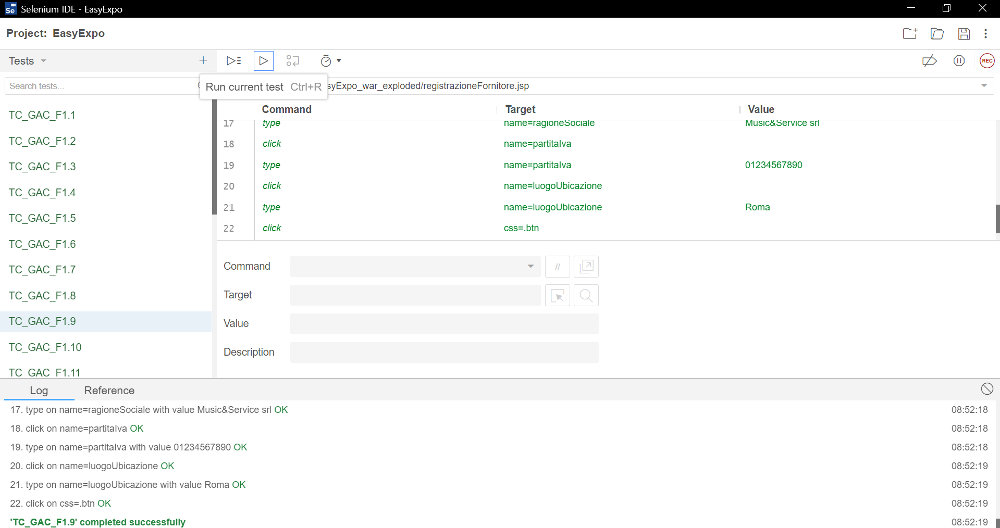 Selenium IDE - EasyExpo
Project: EasyExpo
Tests
REC
Search tests...
Run current test Ctrl+R
syExpo_war_exploded/registrazioneFornitore.jsp
Command Target Value
17 type name=ragioneSociale Music&Service srl
18 click name=partitaIva
19 type name=partitaIva 01234567890
20 click name=luogoUbicazione
21 type name=luogoUbicazione Roma
22 click css=.btn
TC_GAC_F1.1
TC_GAC_F1.2
TC_GAC_F1.3
TC_GAC_F1.4
TC_GAC_F1.5
TC_GAC_F1.6
TC_GAC_F1.7
TC_GAC_F1.8
TC_GAC_F1.9
TC_GAC_F1.10
TC_GAC_F1.11
Command
//
Target
Value
Description
Log Reference
17. type on name=ragioneSociale with value Music&Service srl OK 08:52:18
18. click on name=partitaIva OK 08:52:18
19. type on name=partitaIva with value 01234567890 OK 08:52:18
20. click on name=luogoUbicazione OK 08:52:19
21. type on name=luogoUbicazione with value Roma OK 08:52:19
22. click on css=.btn OK 08:52:19
'TC_GAC_F1.9' completed successfully 08:52:19